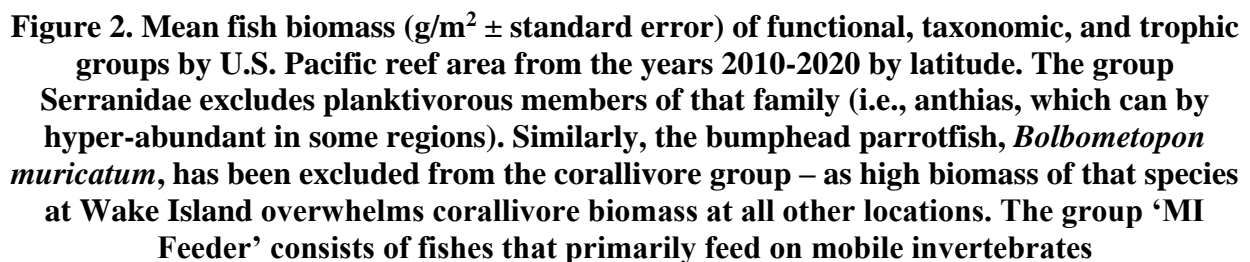 Figure 2. Mean fish biomass (g/m² ± standard error) of functional, taxonomic, and trophic
groups by U.S. Pacific reef area from the years 2010-2020 by latitude. The group
Serranidae excludes planktivorous members of that family (i.e., anthias, which can by
hyper-abundant in some regions). Similarly, the bumphead parrotfish, Bolbometopon
muricatum, has been excluded from the corallivore group – as high biomass of that species
at Wake Island overwhelms corallivore biomass at all other locations. The group ‘MI
Feeder’ consists of fishes that primarily feed on mobile invertebrates